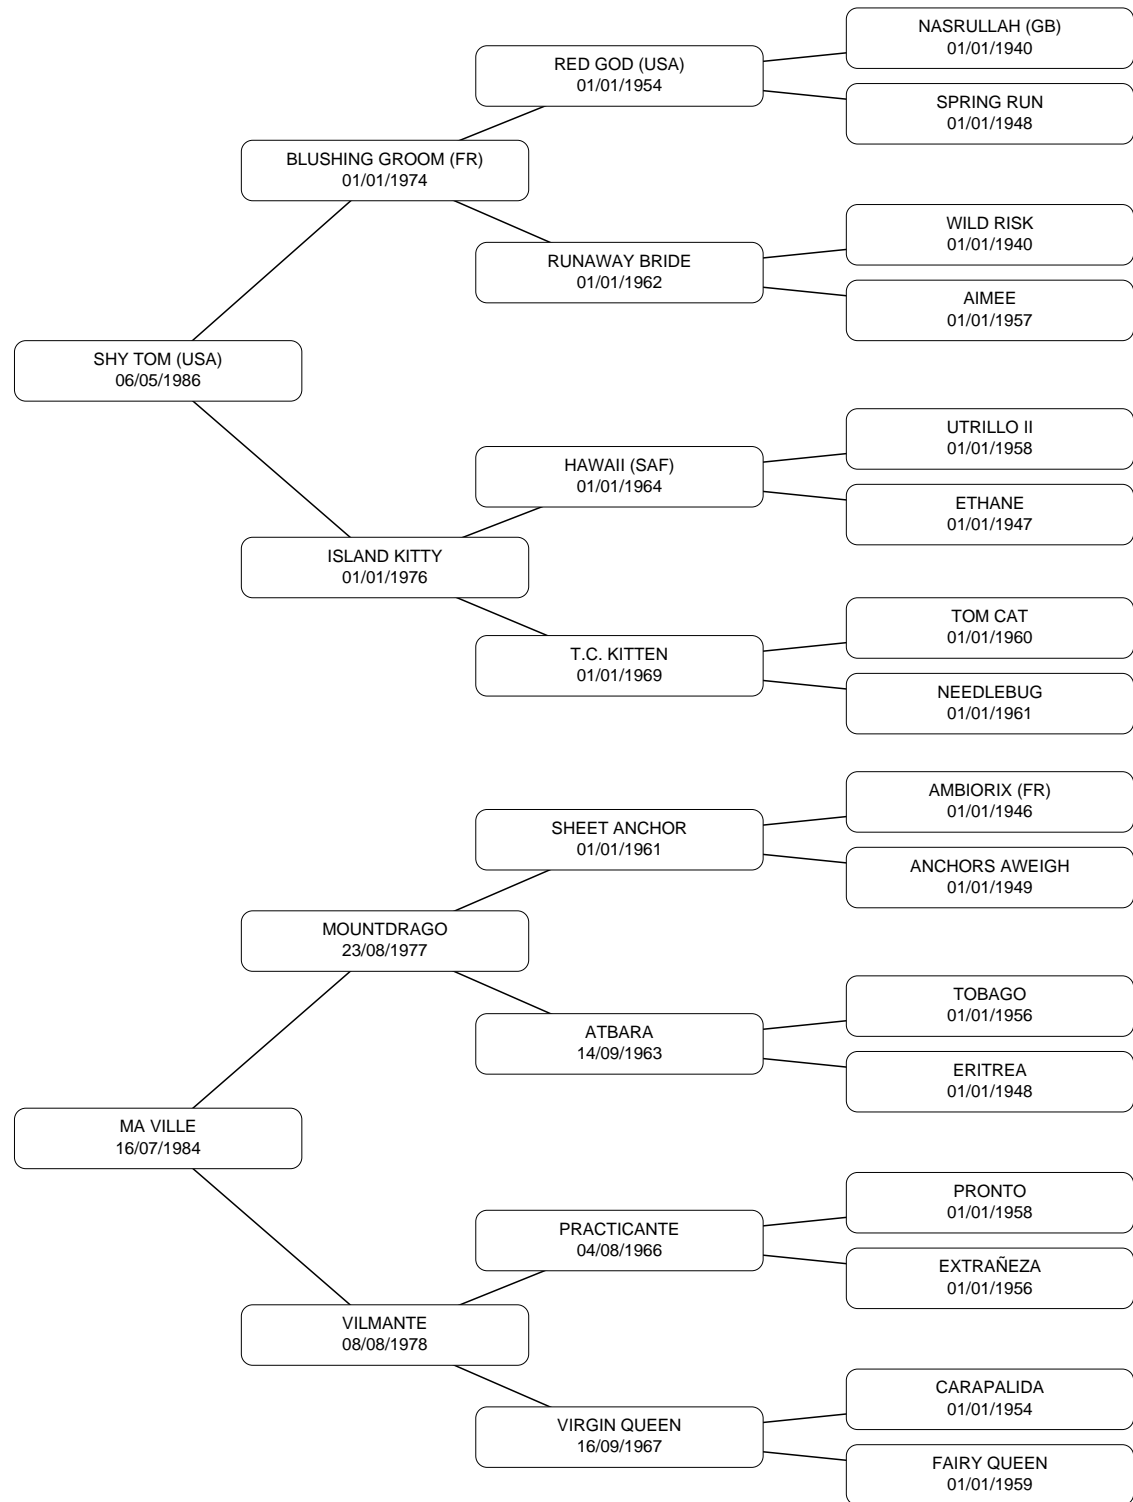 NASRULLAH (GB)
01/01/1940
RED GOD (USA)
01/01/1954
SPRING RUN
01/01/1948
BLUSHING GROOM (FR)
01/01/1974
WILD RISK
01/01/1940
RUNAWAY BRIDE
01/01/1962
AIMEE
01/01/1957
SHY TOM (USA)
06/05/1986
UTRILLO II
01/01/1958
HAWAII (SAF)
01/01/1964
ETHANE
01/01/1947
ISLAND KITTY
01/01/1976
TOM CAT
01/01/1960
T.C. KITTEN
01/01/1969
NEEDLEBUG
01/01/1961
AMBIORIX (FR)
01/01/1946
SHEET ANCHOR
01/01/1961
ANCHORS AWEIGH
01/01/1949
MOUNTDRAGO
23/08/1977
TOBAGO
01/01/1956
ATBARA
14/09/1963
ERITREA
01/01/1948
MA VILLE
16/07/1984
PRONTO
01/01/1958
PRACTICANTE
04/08/1966
EXTRAÑEZA
01/01/1956
VILMANTE
08/08/1978
CARAPALIDA
01/01/1954
VIRGIN QUEEN
16/09/1967
FAIRY QUEEN
01/01/1959